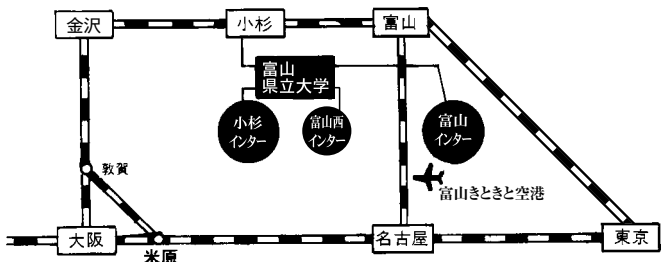 金沢
小杉
富山
富山
県立大学
小杉
インター
富山西
インター
富山
インター
敦賀
富山きときと空港
大阪
米原
名古屋
東京